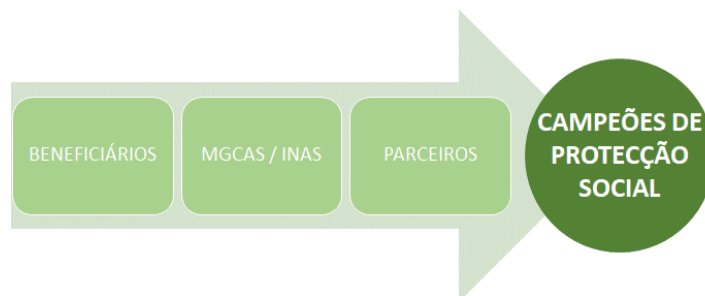 BENEFICIÁRIOS
MGCAS / INAS
PARCEIROS
CAMPEÕES DE
PROTECÇÃO
SOCIAL